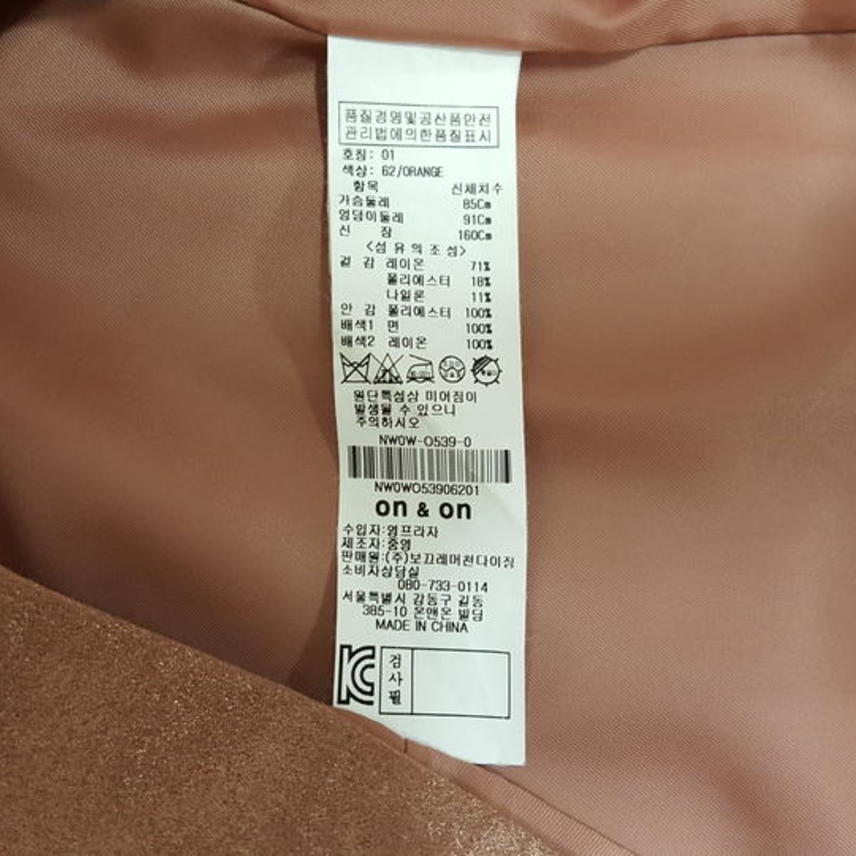 품질경영및공산품안전
관리법에의한품질표시
호칭: 01
색상: 62/ORANGE
항목 신체치수
가슴둘레 85Cm
엉덩이둘레 91Cm
신 장 160Cm
<섬 유 의 조 성>
겉 감 레이온 71%
폴리에스터 18%
나일론 11%
안 감 폴리에스터 100%
배색1 면 100%
배색2 레이온 100%
원단특성상 미어짐이
발생될 수 있으니
주의하시오
NW0W-O539-0
NW0WO53906201
on & on
수입자:영프라자
제조자:중영
판매원:(주)보끄레머천다이징
소비자상담실
080-733-0114
서울특별시 강동구 길동
385-10 온앤온 빌딩
MADE IN CHINA
KC
검사필